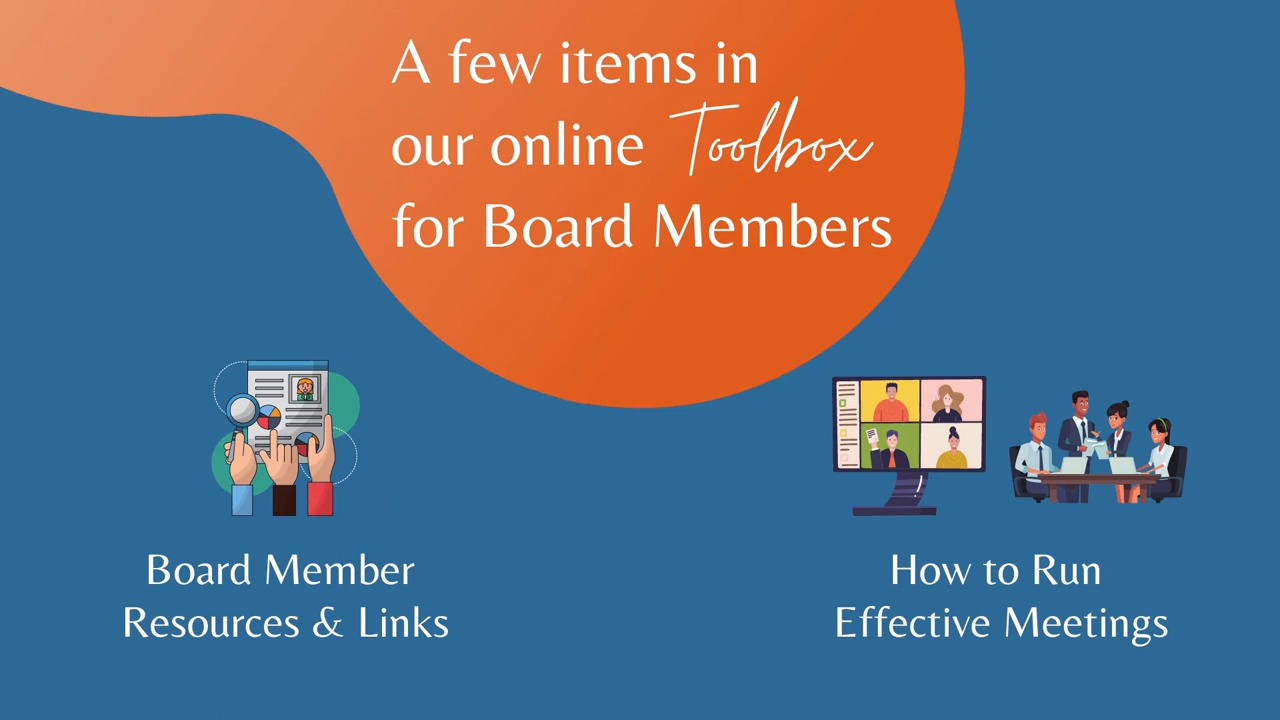 A few items in
our online Toolbox
for Board Members
Board Member
Resources & Links
How to Run
Effective Meetings